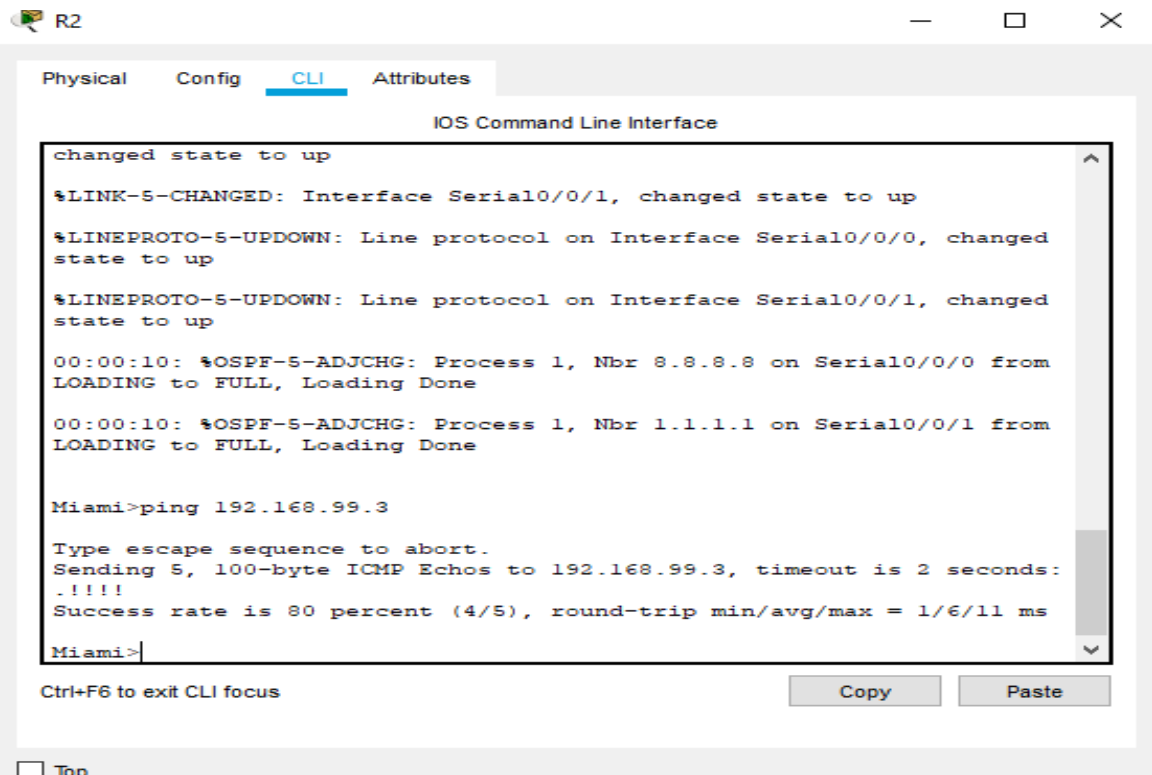 R2
Physical Config CLI Attributes
IOS Command Line Interface
changed state to up
%LINK-5-CHANGED: Interface Serial0/0/1, changed state to up
%LINEPROTO-5-UPDOWN: Line protocol on Interface Serial0/0/0, changed
state to up
%LINEPROTO-5-UPDOWN: Line protocol on Interface Serial0/0/1, changed
state to up
00:00:10: %OSPF-5-ADJCHG: Process 1, Nbr 8.8.8.8 on Serial0/0/0 from
LOADING to FULL, Loading Done
00:00:10: %OSPF-5-ADJCHG: Process 1, Nbr 1.1.1.1 on Serial0/0/1 from
LOADING to FULL, Loading Done
Miami>ping 192.168.99.3
Type escape sequence to abort.
Sending 5, 100-byte ICMP Echos to 192.168.99.3, timeout is 2 seconds:
.!!!!
Success rate is 80 percent (4/5), round-trip min/avg/max = 1/6/11 ms
Miami>
Ctrl+F6 to exit CLI focus
Copy Paste
Top